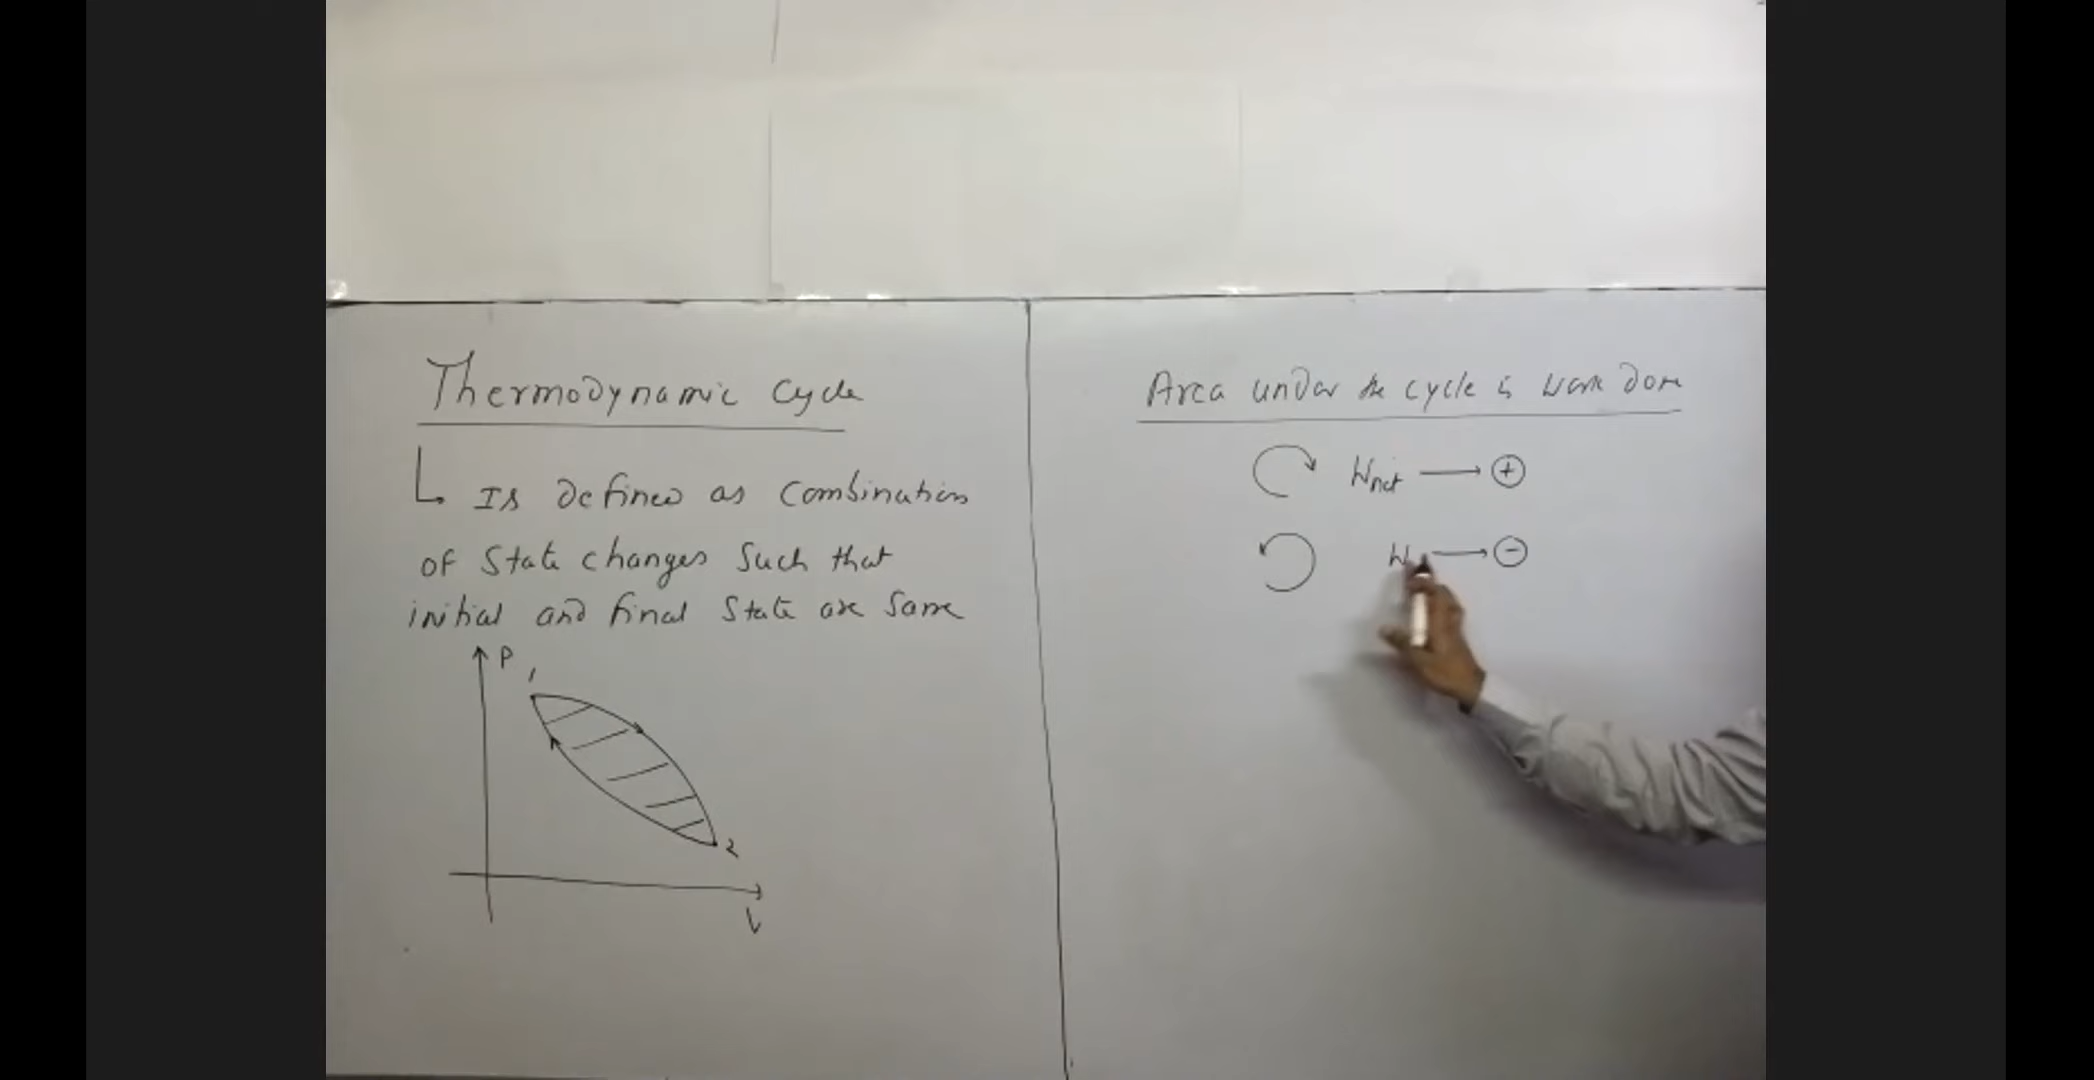 Thermodynamic Cycle
Is defined as Combination
of State changes Such that
initial and final State are Same
P
1
2
V
Area under the cycle is work done
Wnet → +
W → -